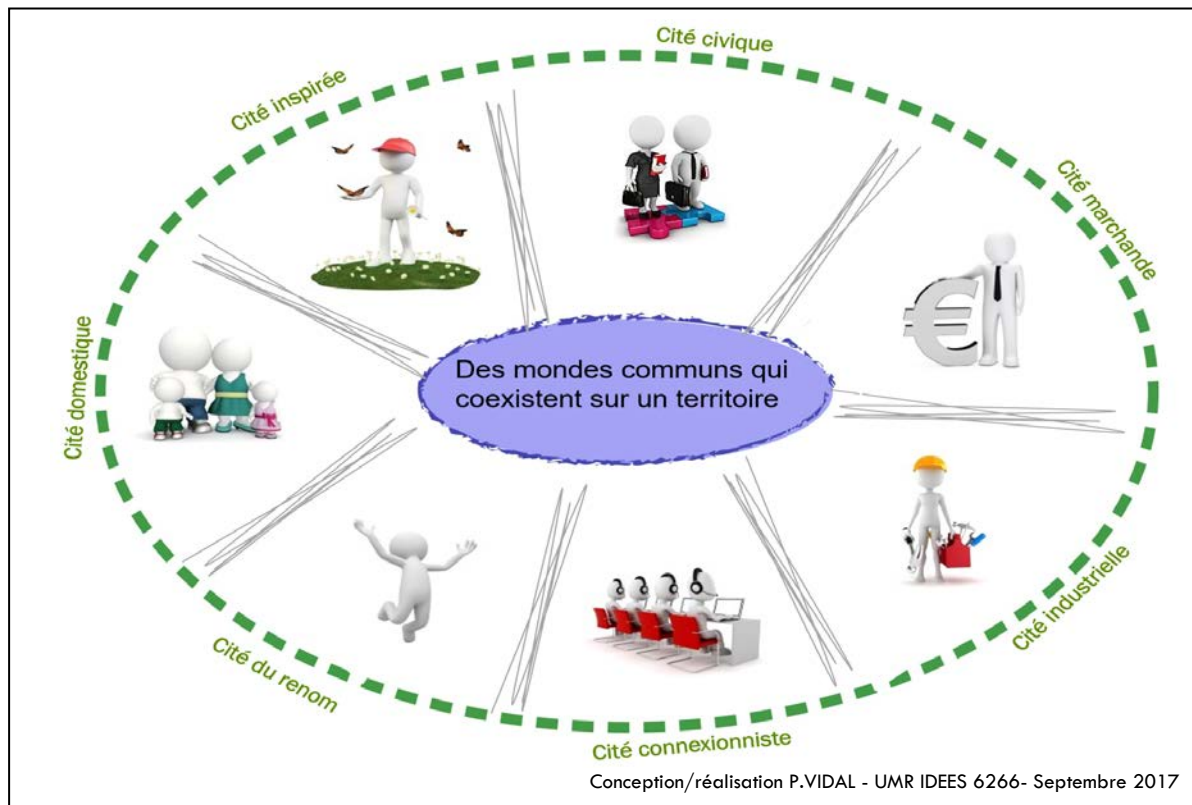 Cité civique
Cité inspirée
Cité marchande
Cité domestique
Des mondes communs qui
coexistent sur un territoire
Cité industrielle
Cité du renom
Cité connexionniste
Conception/réalisation P.VIDAL - UMR IDEES 6266- Septembre 2017